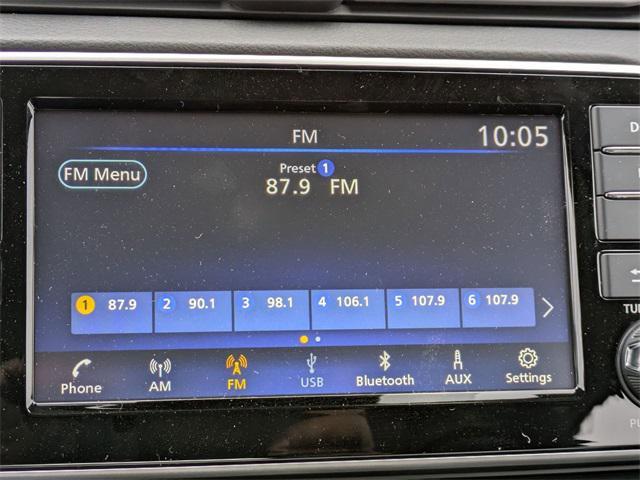 FM
10:05
FM Menu
Preset 1
87.9 FM
1 87.9 2 90.1 3 98.1 4 106.1 5 107.9 6 107.9
Phone AM FM USB Bluetooth AUX Settings